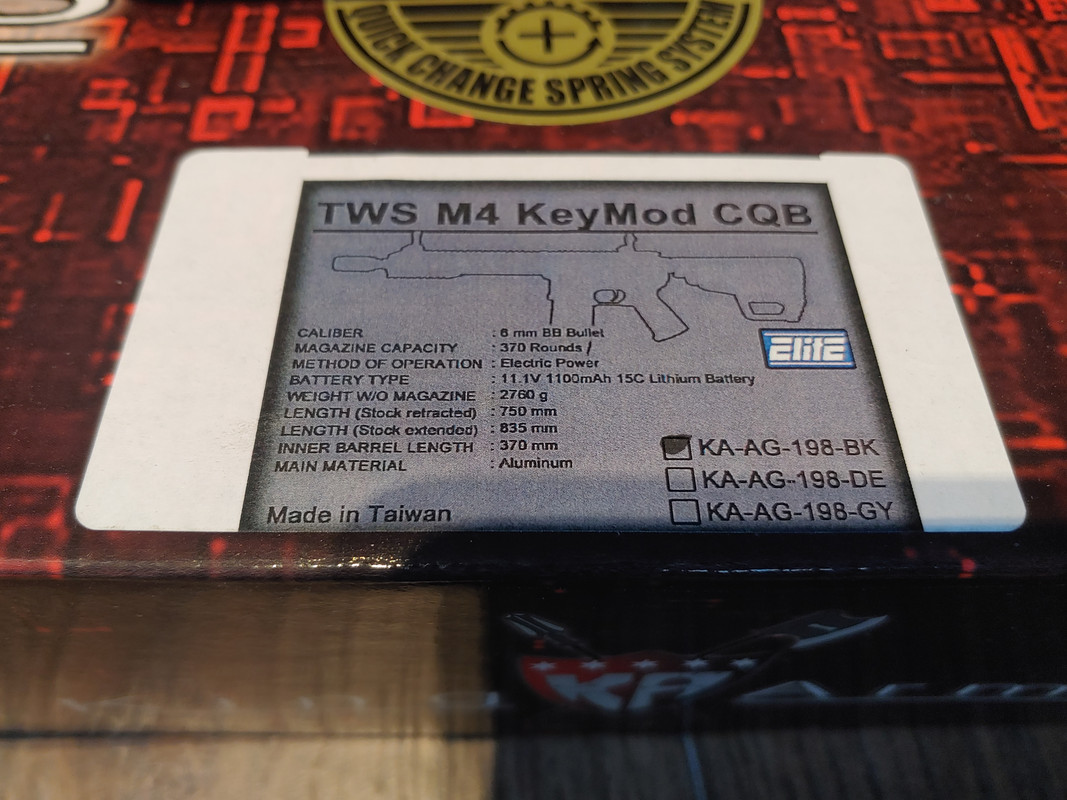 QUICK CHANGE SPRING SYSTEM
TWS M4 KeyMod CQB
CALIBER : 6 mm BB Bullet
MAGAZINE CAPACITY : 370 Rounds /
METHOD OF OPERATION : Electric Power
BATTERY TYPE : 11.1V 1100mAh 15C Lithium Battery
WEIGHT W/O MAGAZINE : 2760 g
LENGTH (Stock retracted) : 750 mm
LENGTH (Stock extended) : 835 mm
INNER BARREL LENGTH : 370 mm
MAIN MATERIAL : Aluminum
Elite
KA-AG-198-BK
KA-AG-198-DE
KA-AG-198-GY
Made in Taiwan
KA